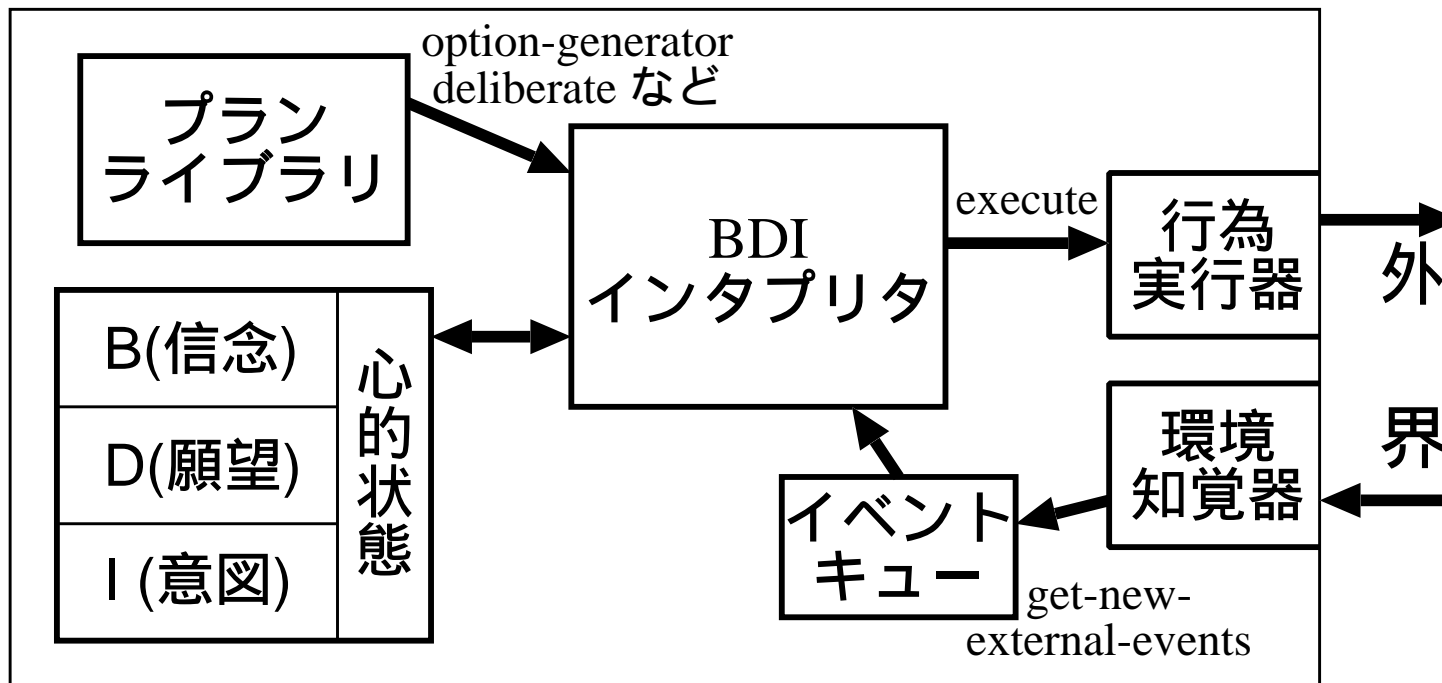 option-generator
deliberate など
プラン
ライブラリ
BDI
インタプリタ
execute
行為
実行器
外
B(信念)
D(願望)
I (意図)
心的状態
環境
知覚器
界
イベント
キュー
get-new-
external-events